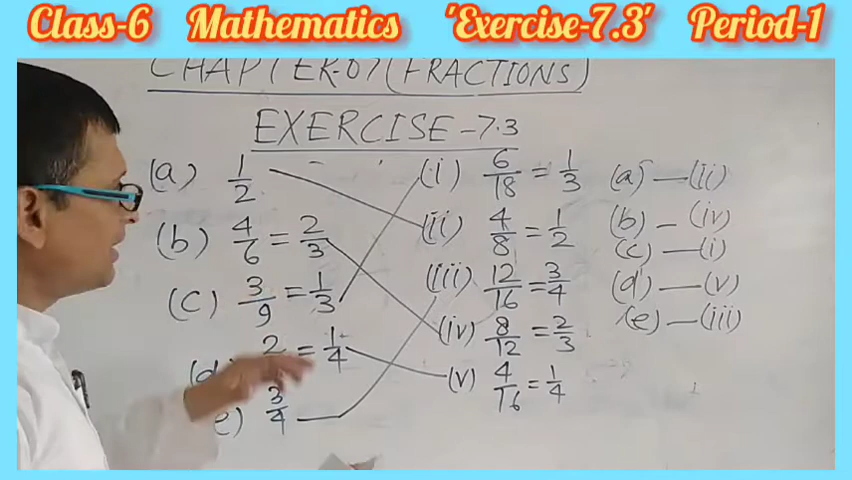 Class-6 Mathematics 'Exercise-7.3' Period-1
CHAPTER-07 (FRACTIONS)
EXERCISE-7.3
(a) 1/2 (i) 6/18 = 1/3 (a) — (ii)
(b) 4/6 = 2/3 (ii) 4/8 = 1/2 (b) – (iv)
(c) 3/9 = 1/3 (iii) 12/16 = 3/4 (c) — (i)
(d) 2 = 1/4 (iv) 8/12 = 2/3 (d) — (v)
e) 3/4 (v) 4/16 = 1/4 (e) — (iii)